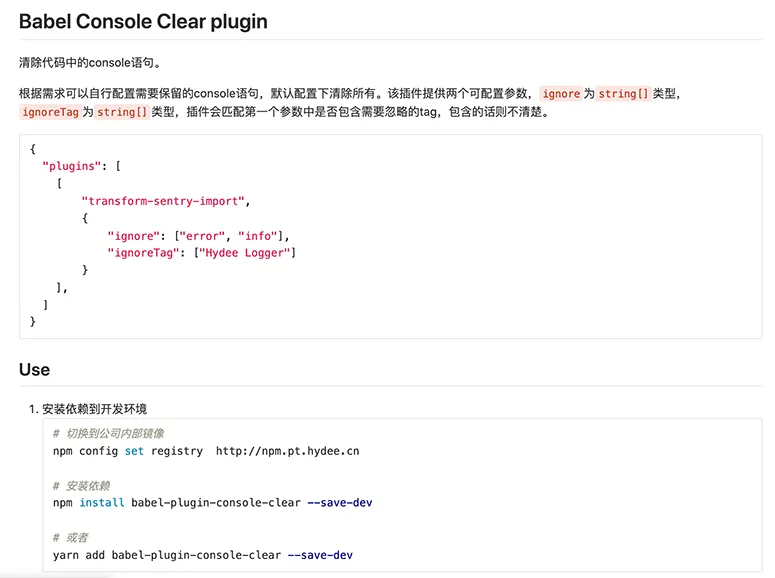 Babel Console Clear plugin
清除代码中的console语句。
根据需求可以自行配置需要保留的console语句，默认配置下清除所有。该插件提供两个可配置参数， ignore 为 string[] 类型，
ignoreTag 为 string[] 类型，插件会匹配第一个参数中是否包含需要忽略的tag，包含的话则不清楚。
{
  "plugins": [
    [
        "transform-sentry-import",
        {
            "ignore": ["error", "info"],
            "ignoreTag": ["Hydee Logger"]
        }
    ],
  ]
}
Use
1. 安装依赖到开发环境
# 切换到公司内部镜像
npm config set registry  http://npm.pt.hydee.cn
# 安装依赖
npm install babel-plugin-console-clear --save-dev
# 或者
yarn add babel-plugin-console-clear --save-dev